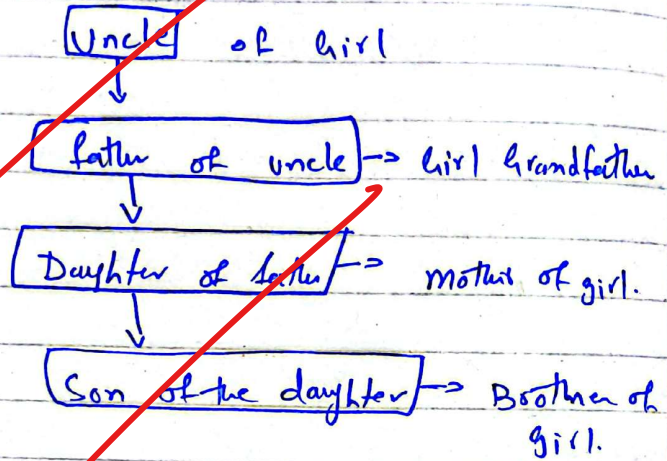 Uncle of Girl
father of uncle -> Girl Grandfather
Daughter of father -> Mother of girl.
Son of the daughter -> Broother of
girl.